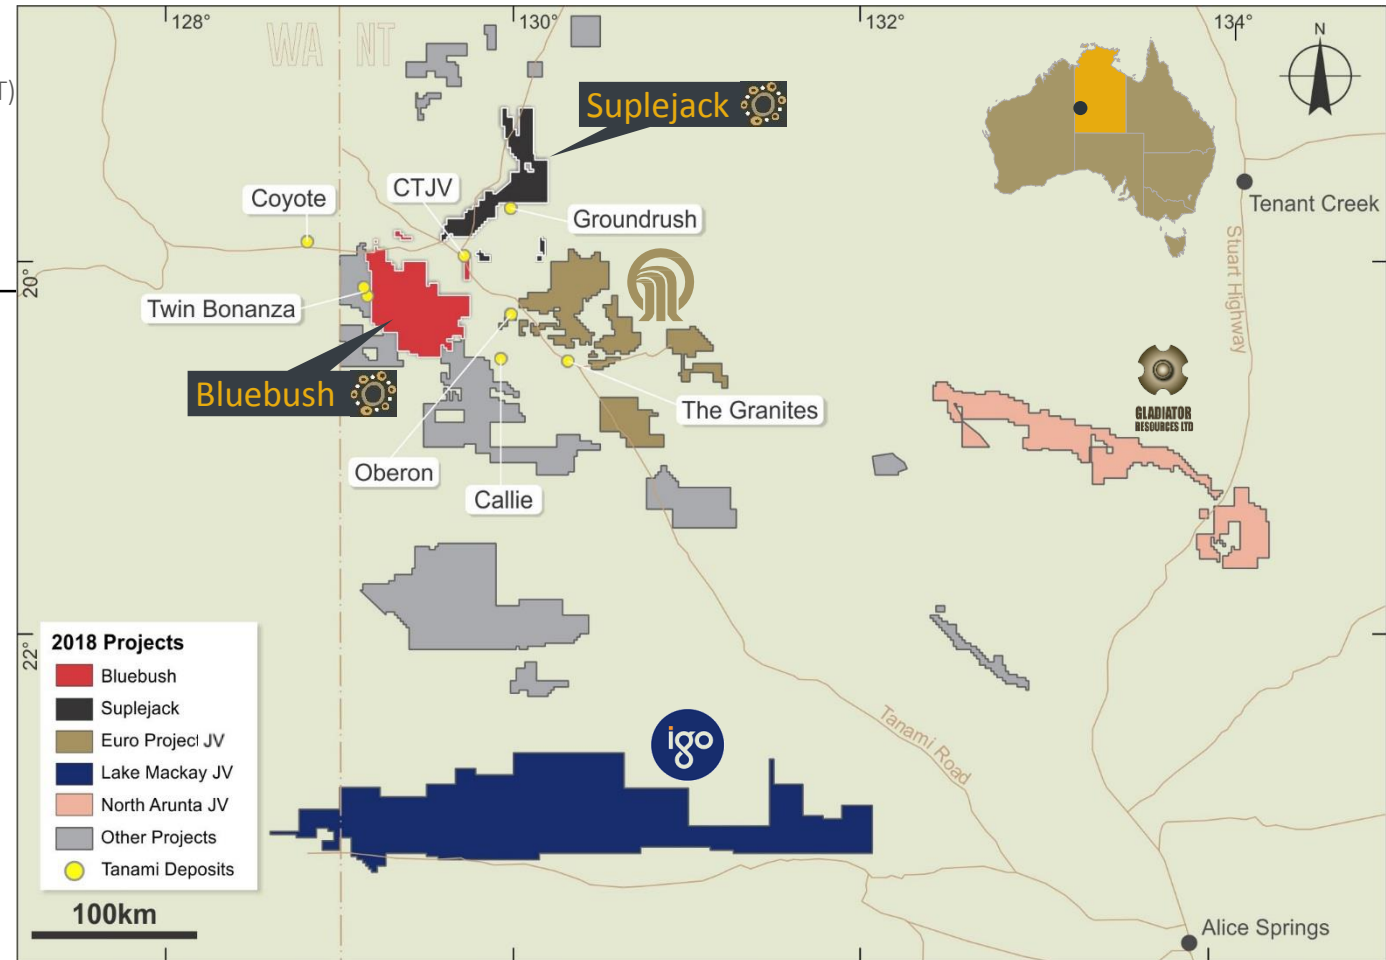 128°
130°
132°
134°
WA NT
N
T)
Suplejack
CTJV
Coyote
Groundrush
Tenant Creek
Stuart Highway
20°
Twin Bonanza
Bluebush
The Granites
GLADIATOR
RESOURCES LTD
Oberon
Callie
22°
2018 Projects
Bluebush
Suplejack
Euro Project JV
Lake Mackay JV
North Arunta JV
Other Projects
Tanami Deposits
igo
Tanami Road
100km
Alice Springs